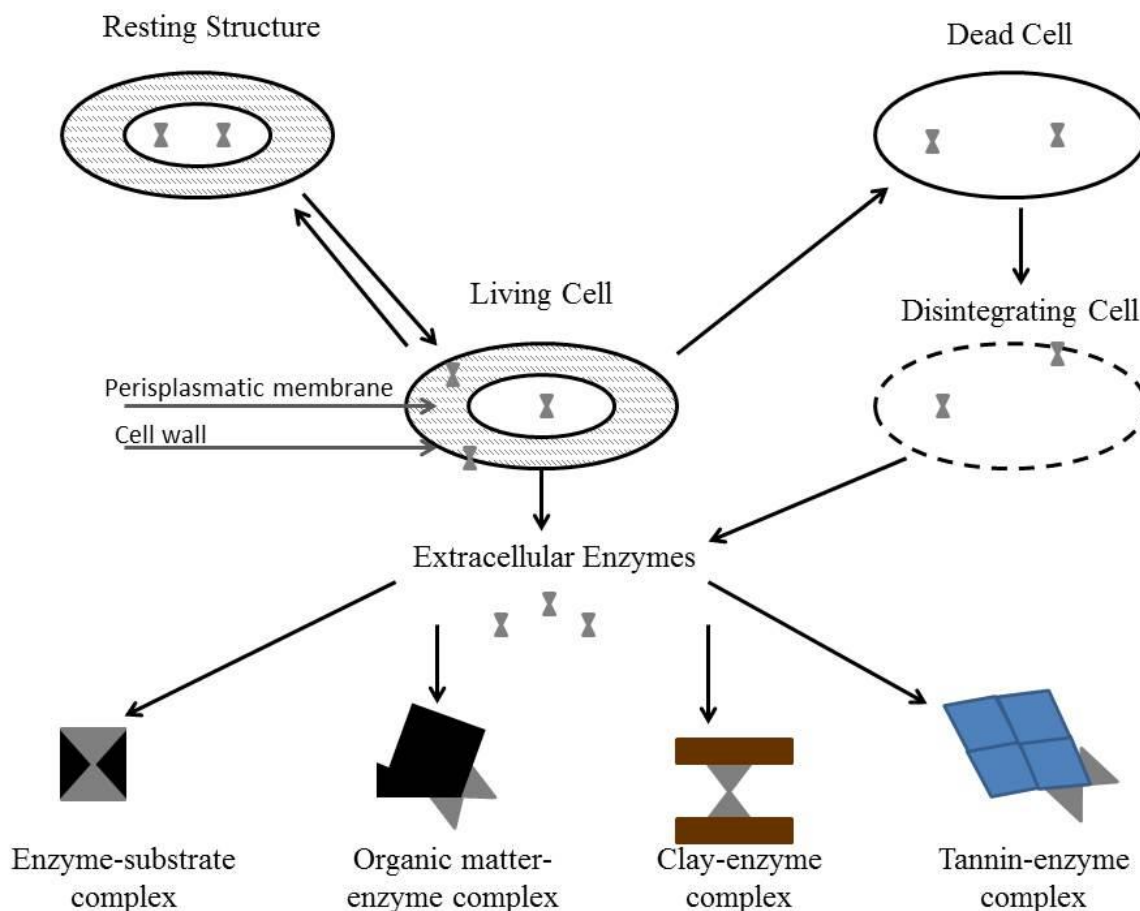 Resting Structure
Dead Cell
Living Cell
Disintegrating Cell
Perisplasmatic membrane
Cell wall
Extracellular Enzymes
Enzyme-substrate
complex
Organic matter-
enzyme complex
Clay-enzyme
complex
Tannin-enzyme
complex